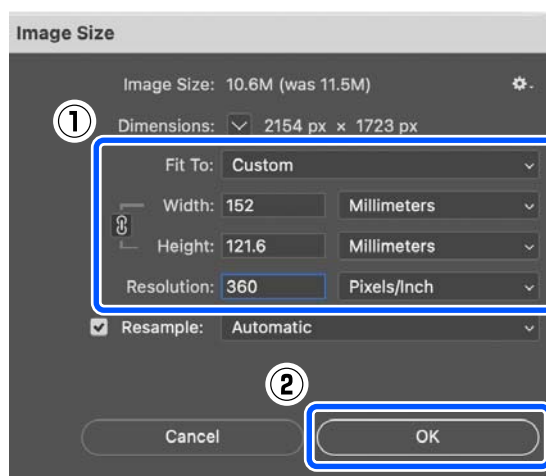 Image Size
Image Size: 10.6M (was 11.5M)
①
Dimensions: 2154 px × 1723 px
Fit To: Custom
Width: 152 Millimeters
Height: 121.6 Millimeters
Resolution: 360 Pixels/Inch
Resample: Automatic
②
Cancel OK